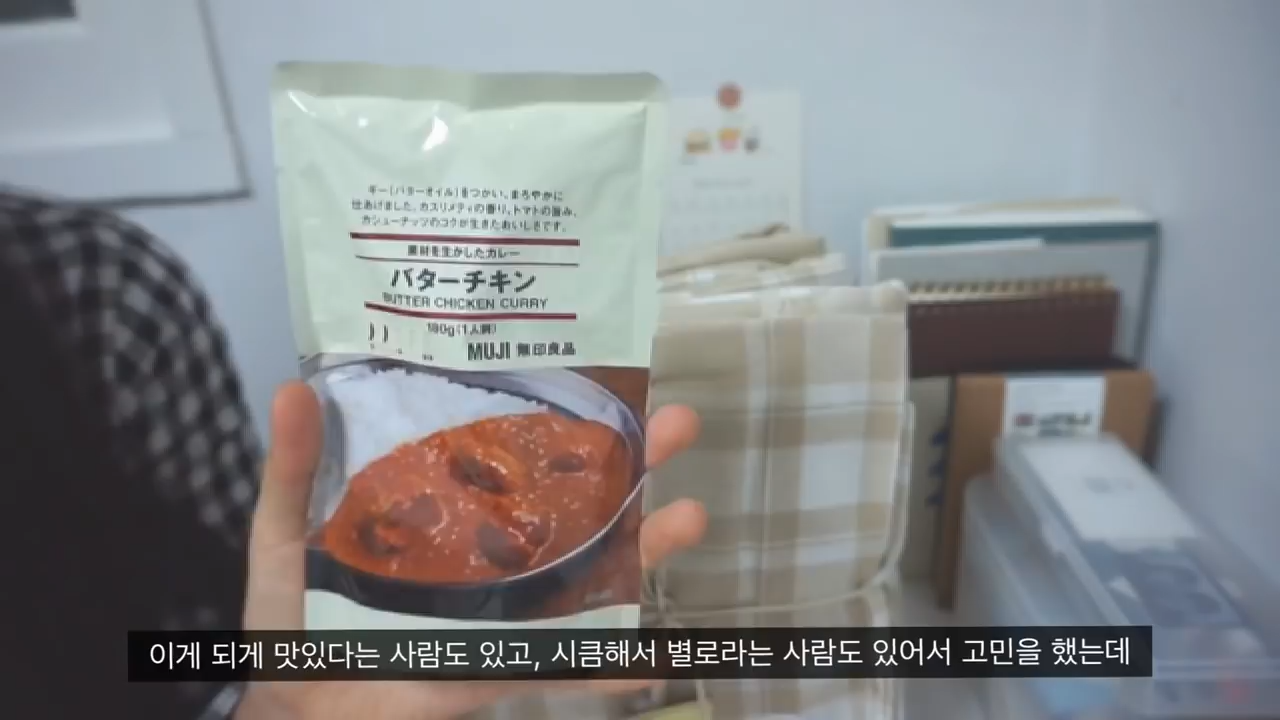 ギー(バターオイル)をつかい、まろやかに
仕あげました。カスリメティの香り、トマトの旨み、
カシューナッツのコクが生きたおいしさです。
素材を生かしたカレー
バターチキン
BUTTER CHICKEN CURRY
180g(1人前)
MUJI 無印良品
이게 되게 맛있다는 사람도 있고, 시큼해서 별로라는 사람도 있어서 고민을 했는데